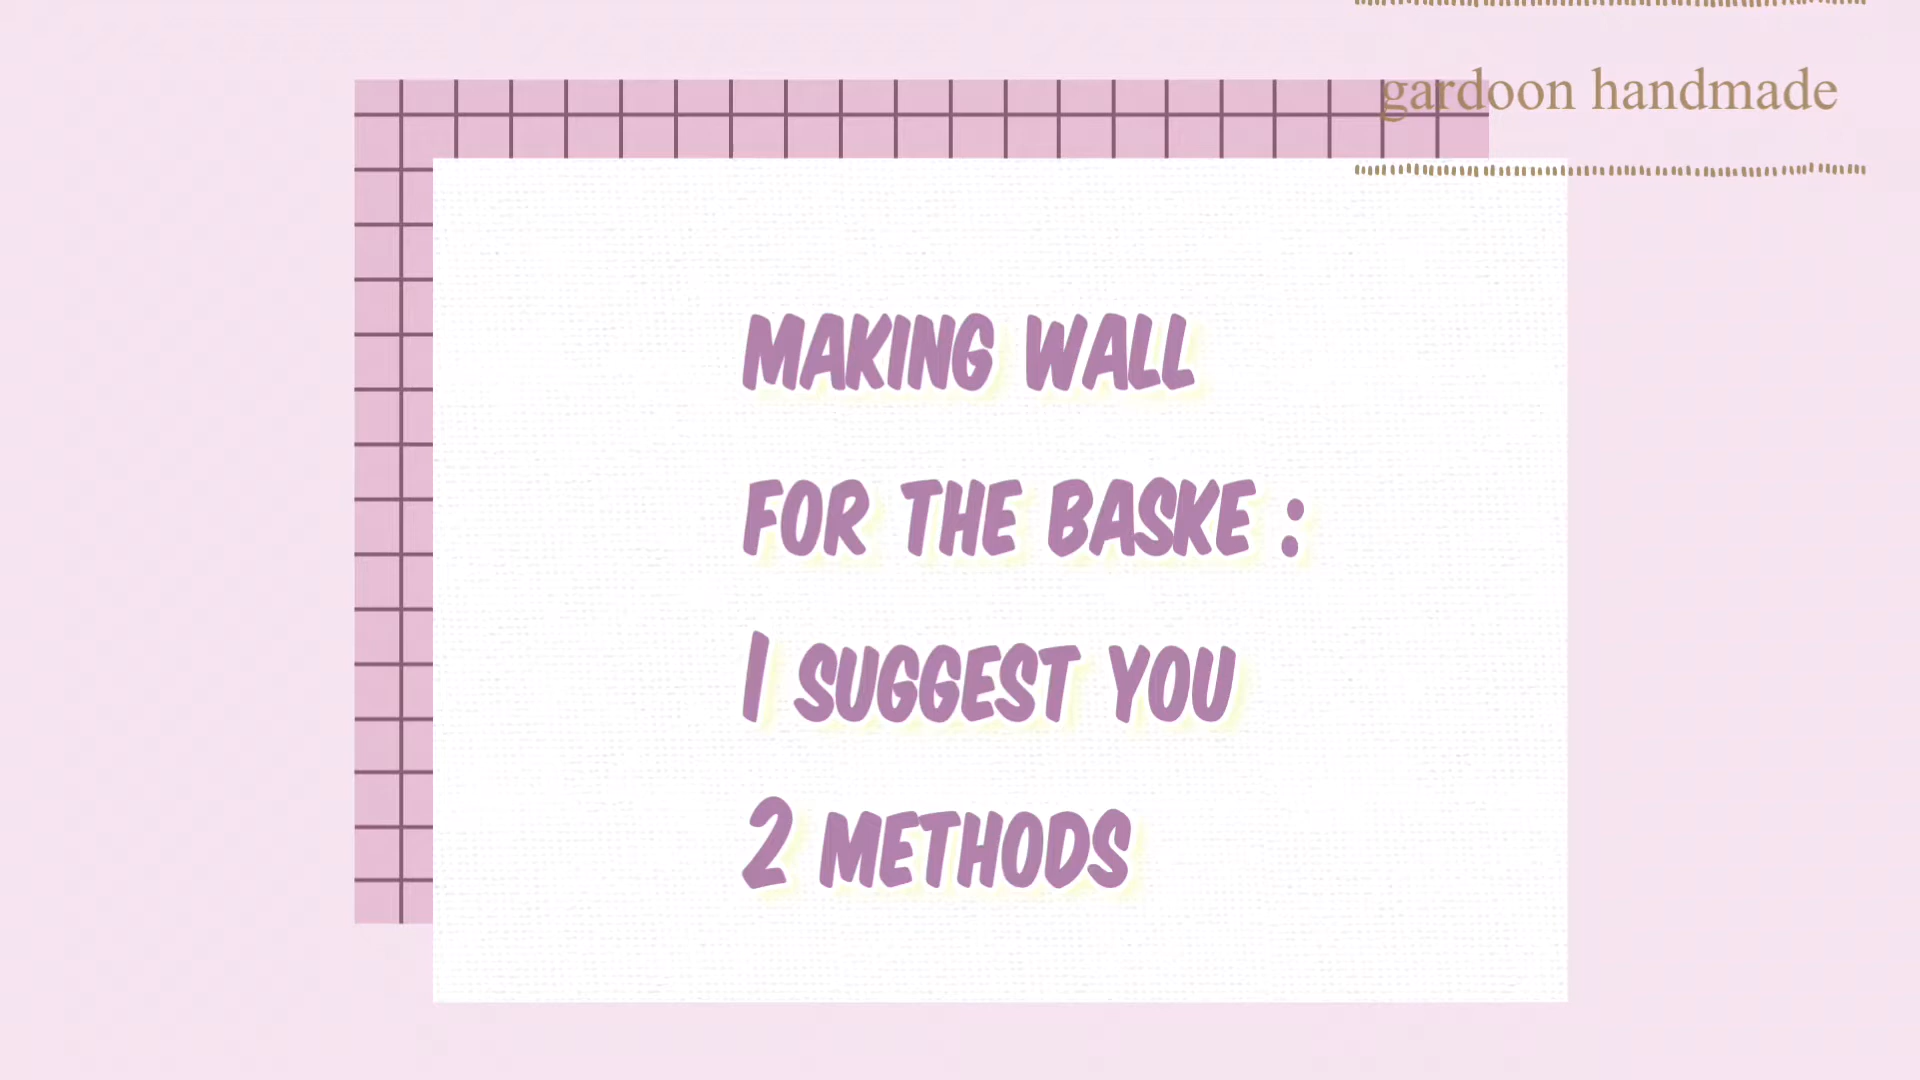 gardoon handmade
MAKING WALL
FOR THE BASKE :
I SUGGEST YOU
2 METHODS